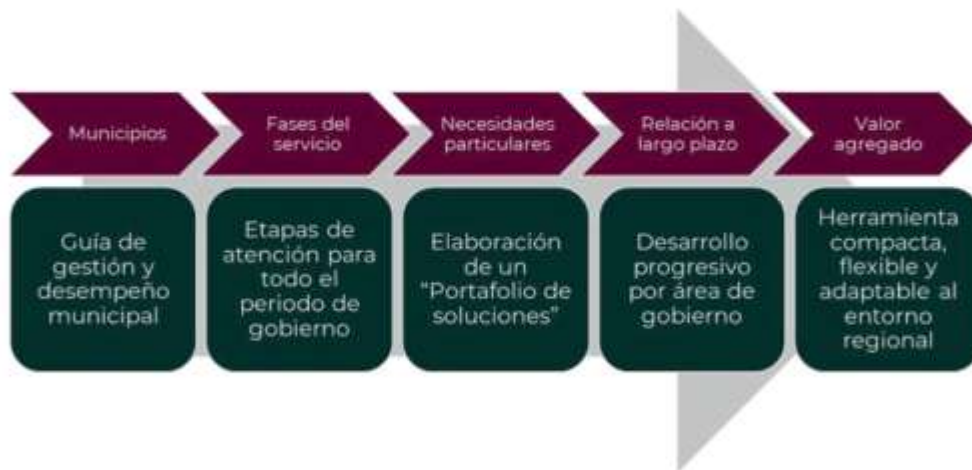 Municipios
Fases del
servicio
Necesidades
particulares
Relación a
largo plazo
Valor
agregado
Guía de
gestión y
desempeño
municipal
Etapas de
atención para
todo el
periodo de
gobierno
Elaboración
de un
“Portafolio de
soluciones”
Desarrollo
progresivo
por área de
gobierno
Herramienta
compacta,
flexible y
adaptable al
entorno
regional